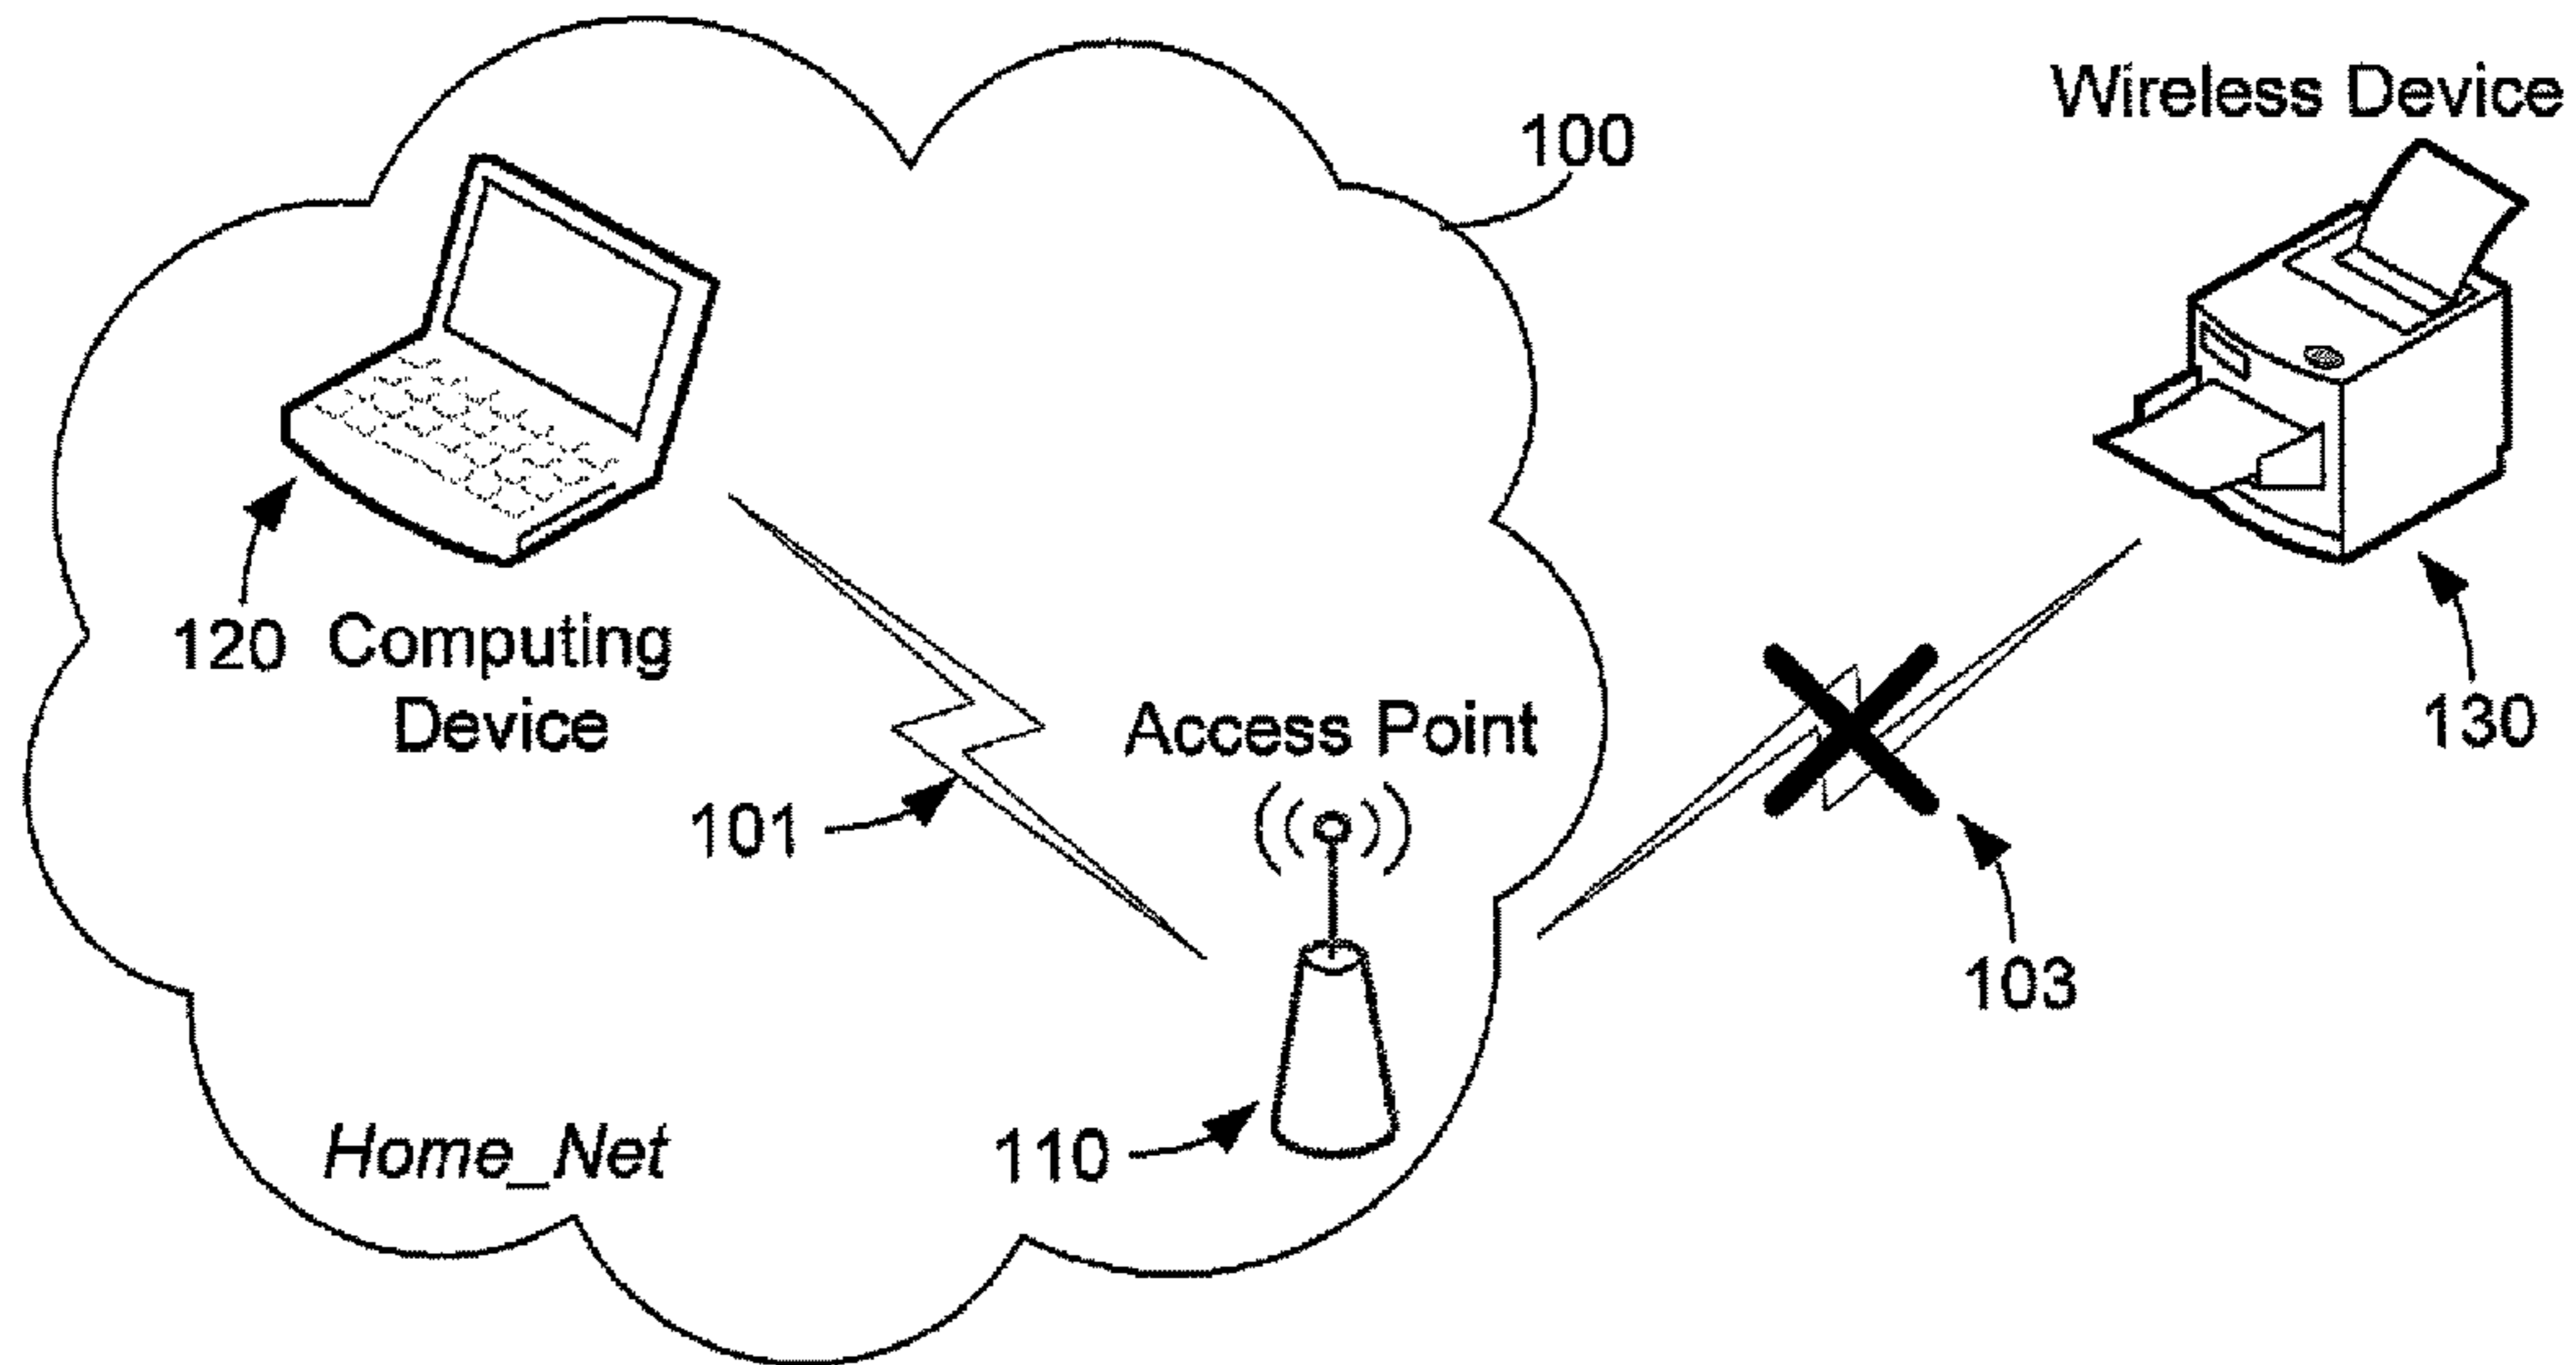 Wireless Device
100
120 Computing
Device
Access Point
130
101
103
110
Home_Net